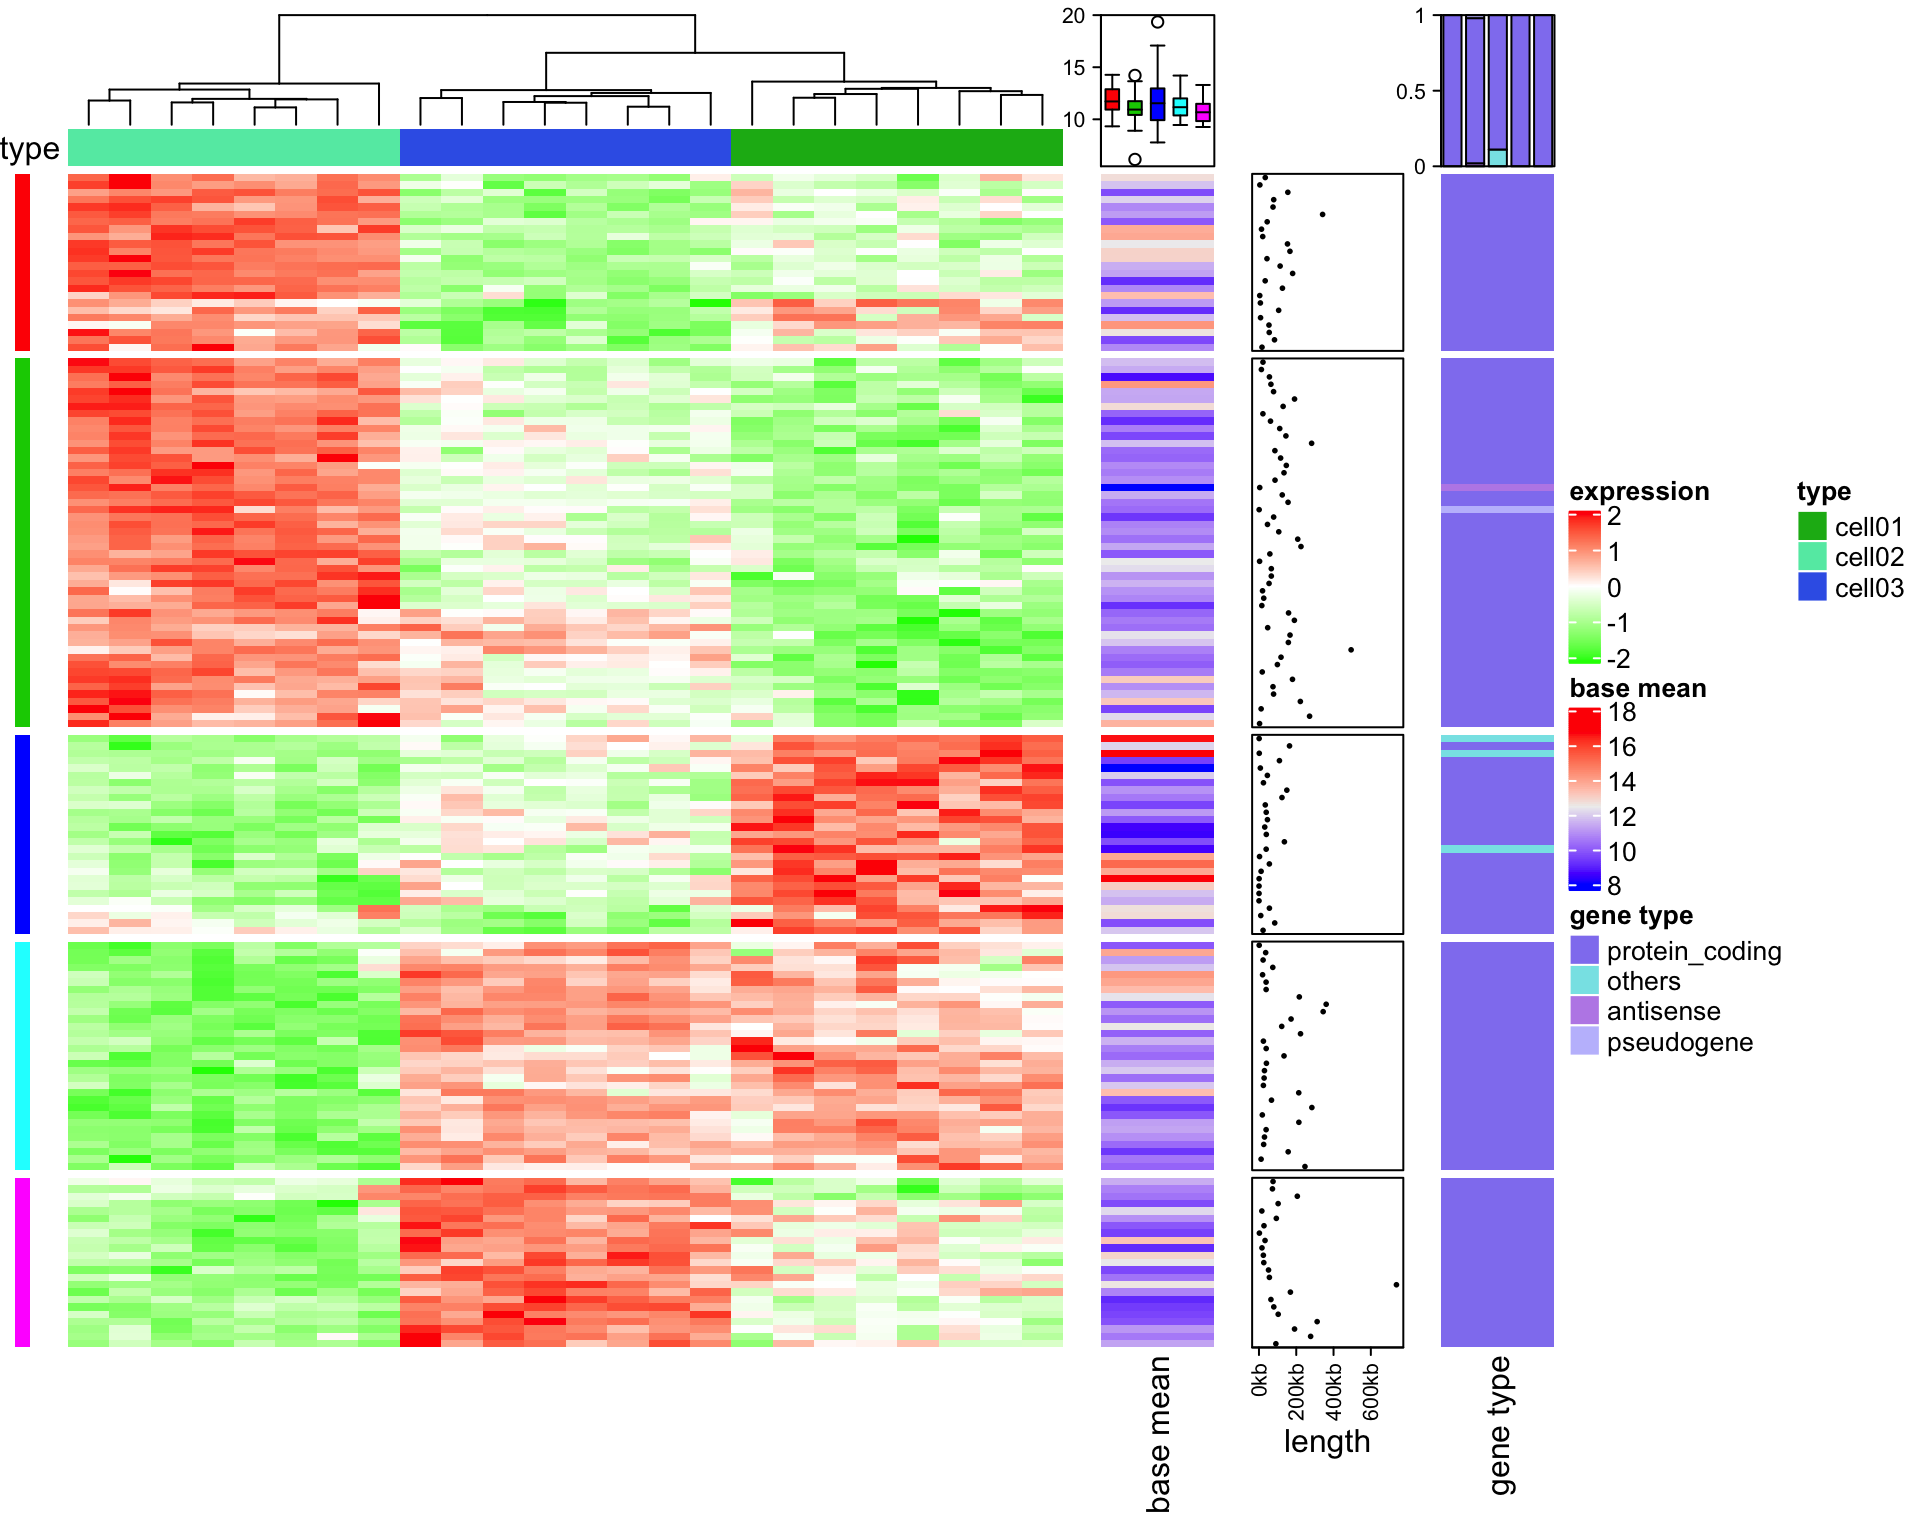 20
15
10
1
0.5
0
type
expression
2
1
0
-1
-2
base mean
18
16
14
12
10
8
gene type
protein_coding
others
antisense
pseudogene
type
cell01
cell02
cell03
base mean
0kb
200kb
400kb
600kb
length
gene type